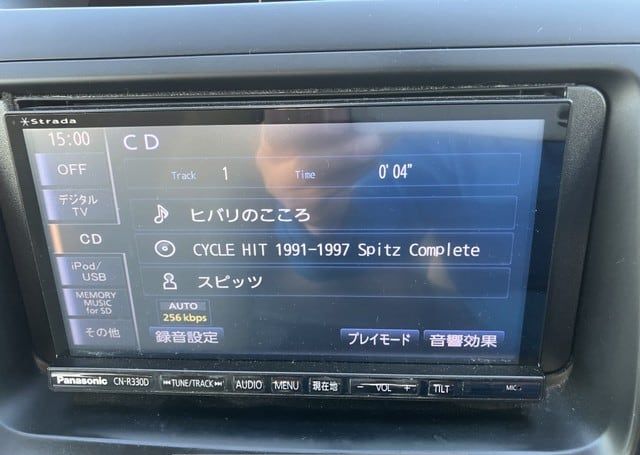 Strada
15:00
CD
OFF
Track 1 Time 0'04"
デジタル
TV
ヒバリのこころ
CD
CYCLE HIT 1991-1997 Spitz Complete
iPod/
USB
スピッツ
MEMORY
MUSIC
for SD
AUTO
256 kbps
その他
録音設定
プレイモード
音響効果
Panasonic CN-R330D TUNE/TRACK AUDIO MENU 現在地 − VOL + TILT MIC